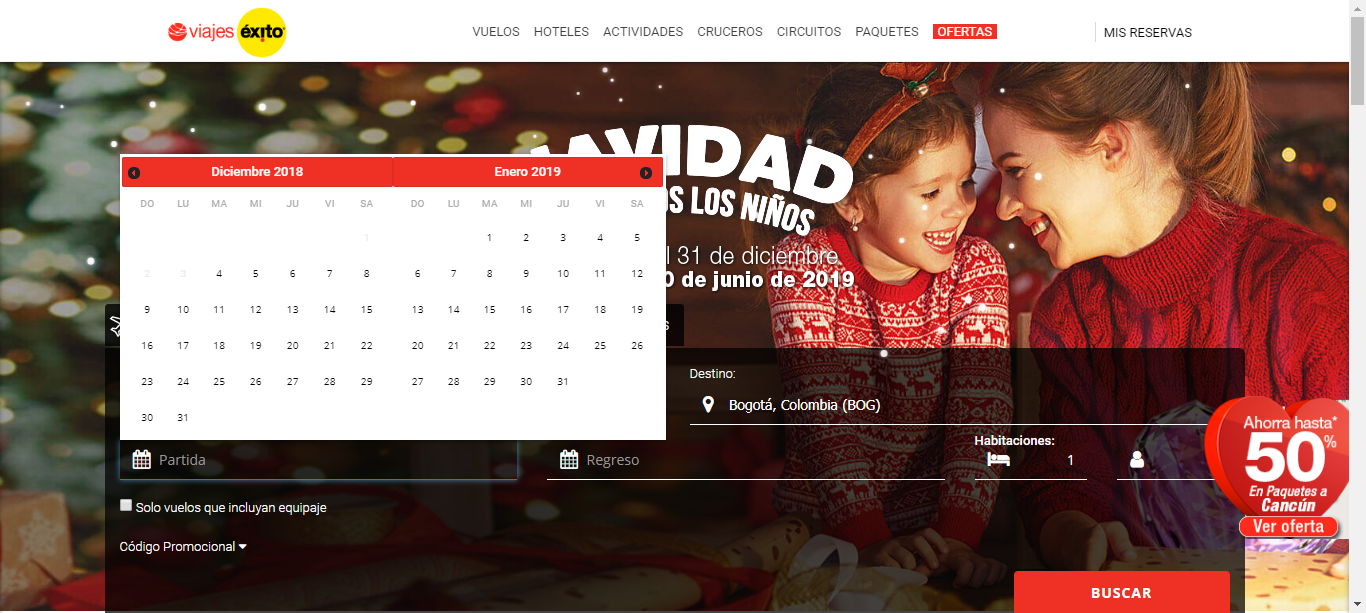 viajes éxito
VUELOS HOTELES ACTIVIDADES CRUCEROS CIRCUITOS PAQUETES OFERTAS MIS RESERVAS
Diciembre 2018 Enero 2019
DO LU MA MI JU VI SA DO LU MA MI JU VI SA
1 1 2 3 4 5
2 3 4 5 6 7 8 6 7 8 9 10 11 12
9 10 11 12 13 14 15 13 14 15 16 17 18 19
16 17 18 19 20 21 22 20 21 22 23 24 25 26
23 24 25 26 27 28 29 27 28 29 30 31
30 31
LOS NIÑOS
31 de diciembre
de junio de 2019
Destino:
Bogotá, Colombia (BOG)
Habitaciones:
Partida Regreso 1
Solo vuelos que incluyan equipaje
Código Promocional
BUSCAR
Ahorra hasta*
50%
En Paquetes a
Cancún
Ver oferta